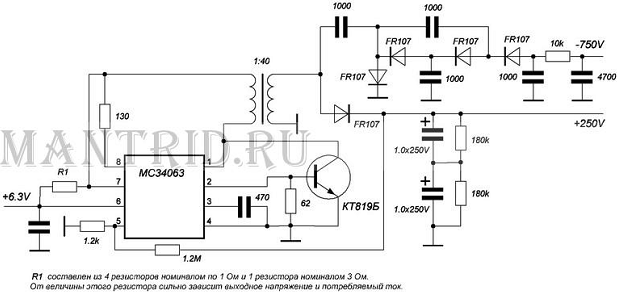 1000
1000
1:40
FR107
FR107
FR107
10k
-750V
FR107
1000
1000
4700
130
FR107
+250V
MANTRID.RU
1.0x250V
180k
R1
8
1
MC34063
+6.3V
7
2
6
3
470
62
КТ819Б
1.0x250V
180k
1.2k
5
4
1.2M
R1 составлен из 4 резисторов номиналом по 1 Ом и 1 резистора номиналом 3 Ом.
От величины этого резистора сильно зависит выходное напряжение и потребляемый ток.